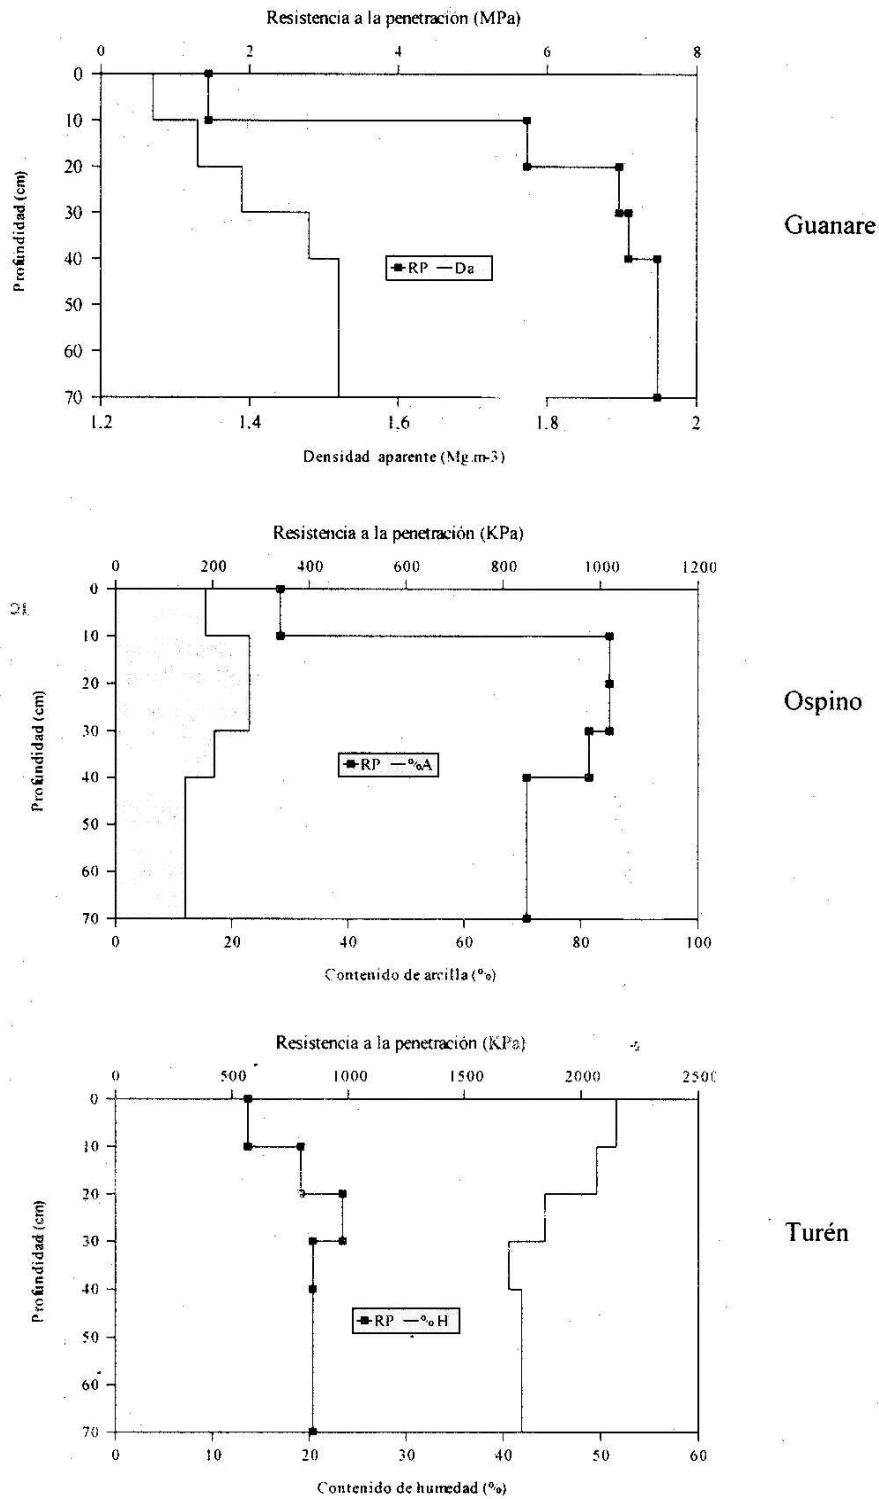 Resistencia a la penetración (MPa)
0 2 4 6 8
0
10
20
30
40
50
60
70
Profundidad (cm)
RP Da
Guanare
1,2 1,4 1,6 1,8 2
Densidad aparente (Mg.m-3)
Resistencia a la penetración (KPa)
0 200 400 600 800 1000 1200
0
10
20
30
40
50
60
70
Profundidad (cm)
RP %A
Ospino
0 20 40 60 80 100
Contenido de arcilla (%)
Resistencia a la penetración (KPa)
0 500 1000 1500 2000 2500
0
10
20
30
40
50
60
70
Profundidad (cm)
RP %H
Turén
0 10 20 30 40 50 60
Contenido de humedad (%)